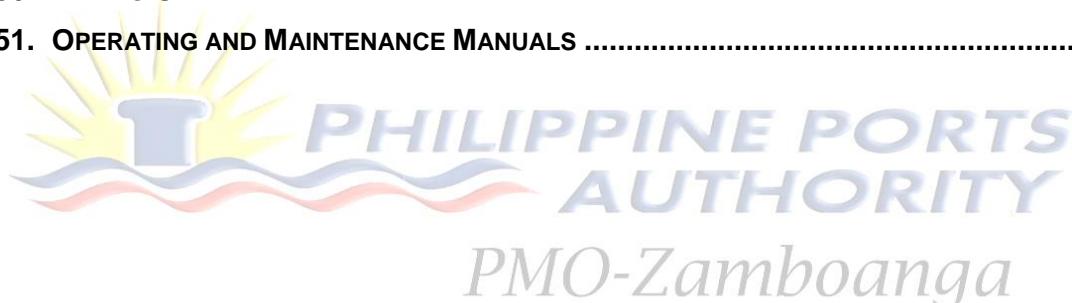 51. OPERATING AND MAINTENANCE MANUALS ..........................................................................
PHILIPPINE PORTS
AUTHORITY
PMO-Zamboanga